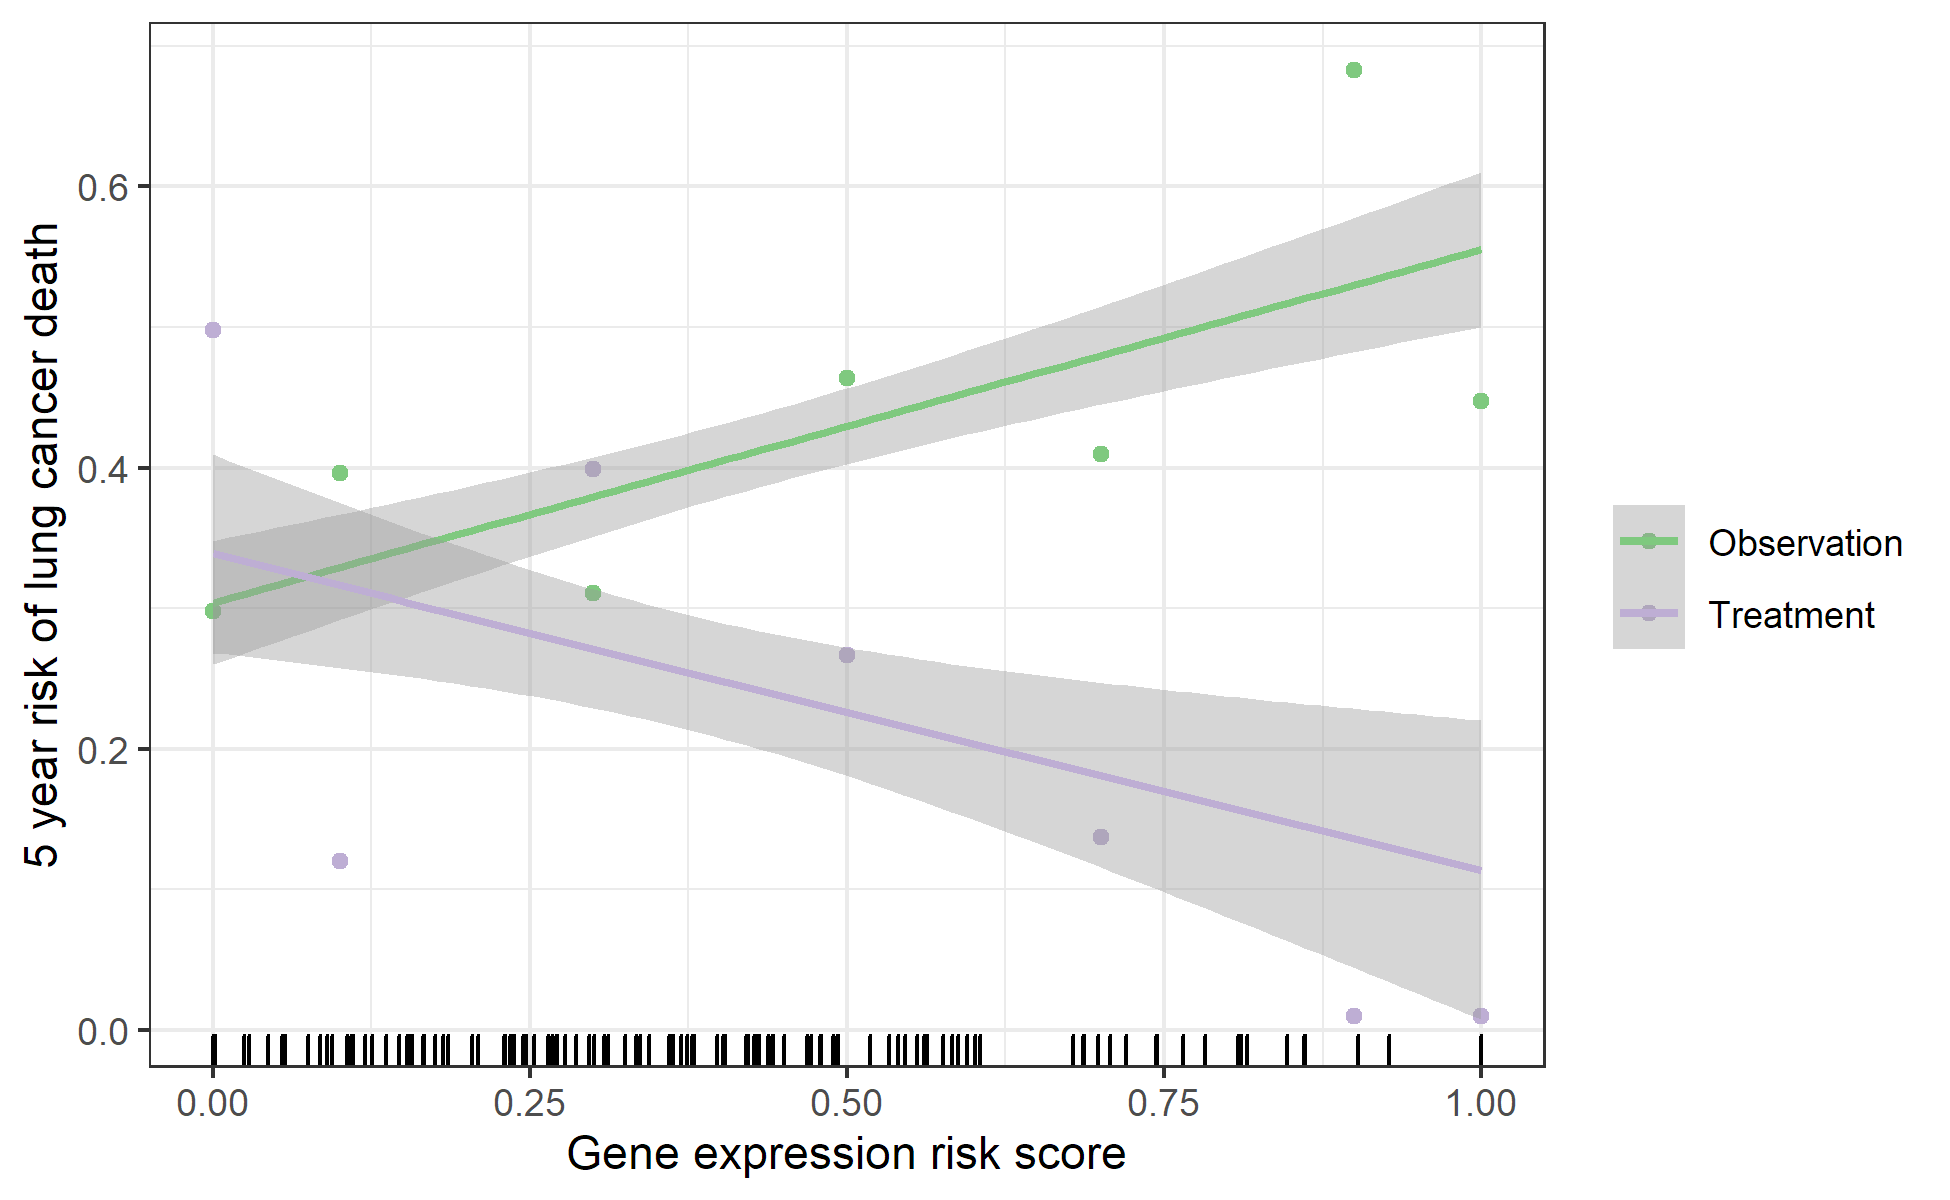 5 year risk of lung cancer death
0.6
0.4
0.2
0.0
0.00 0.25 0.50 0.75 1.00
Gene expression risk score
Observation
Treatment